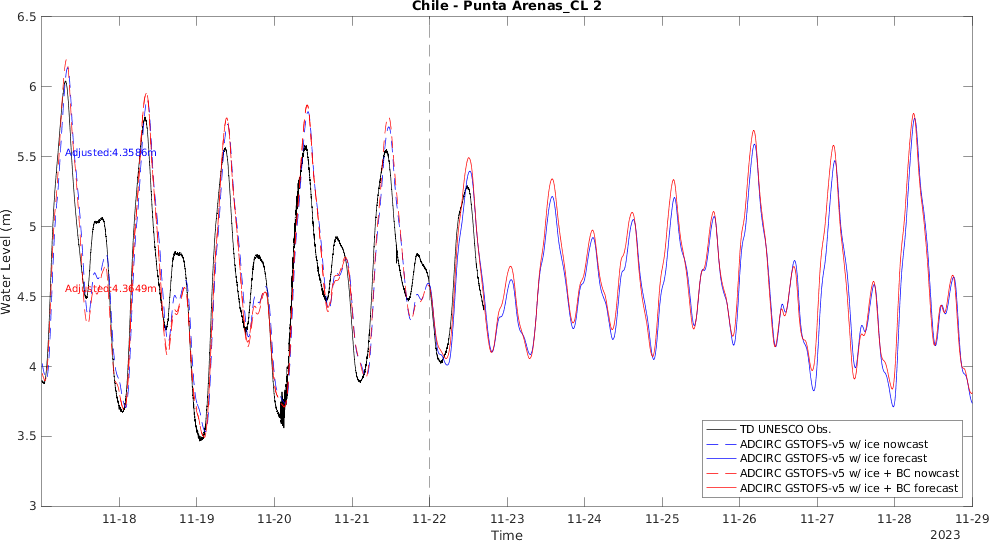 Chile - Punta Arenas_CL 2
Water Level (m)
6.5
6
5.5
5
4.5
4
3.5
3
Adjusted:4.3586m
Adjusted:4.3649m
TD UNESCO Obs.
ADCIRC GSTOFS-v5 w/ ice nowcast
ADCIRC GSTOFS-v5 w/ ice forecast
ADCIRC GSTOFS-v5 w/ ice + BC nowcast
ADCIRC GSTOFS-v5 w/ ice + BC forecast
11-18 11-19 11-20 11-21 11-22 11-23 11-24 11-25 11-26 11-27 11-28 11-29
Time
2023